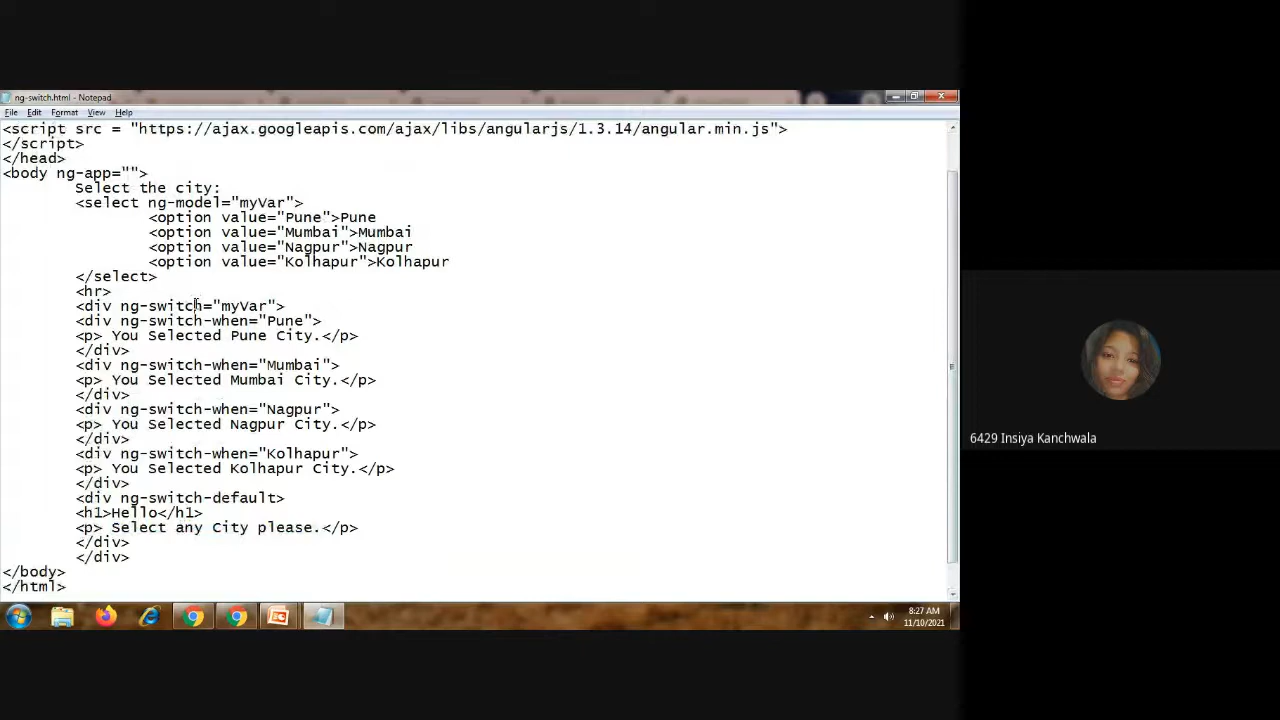 ng-switch.html - Notepad
File Edit Format View Help
<script src = "https://ajax.googleapis.com/ajax/libs/angularjs/1.3.14/angular.min.js">
</script>
</head>
<body ng-app="">
Select the city:
<select ng-model="myVar">
<option value="Pune">Pune
<option value="Mumbai">Mumbai
<option value="Nagpur">Nagpur
<option value="Kolhapur">Kolhapur
</select>
<hr>
<div ng-switch="myVar">
<div ng-switch-when="Pune">
<p> You Selected Pune City.</p>
</div>
<div ng-switch-when="Mumbai">
<p> You Selected Mumbai City.</p>
</div>
<div ng-switch-when="Nagpur">
<p> You Selected Nagpur City.</p>
</div>
<div ng-switch-when="Kolhapur">
<p> You Selected Kolhapur City.</p>
</div>
<div ng-switch-default>
<h1>Hello</h1>
<p> Select any City please.</p>
</div>
</div>
</body>
</html>
8:27 AM
11/10/2021
6429 Insiya Kanchwala